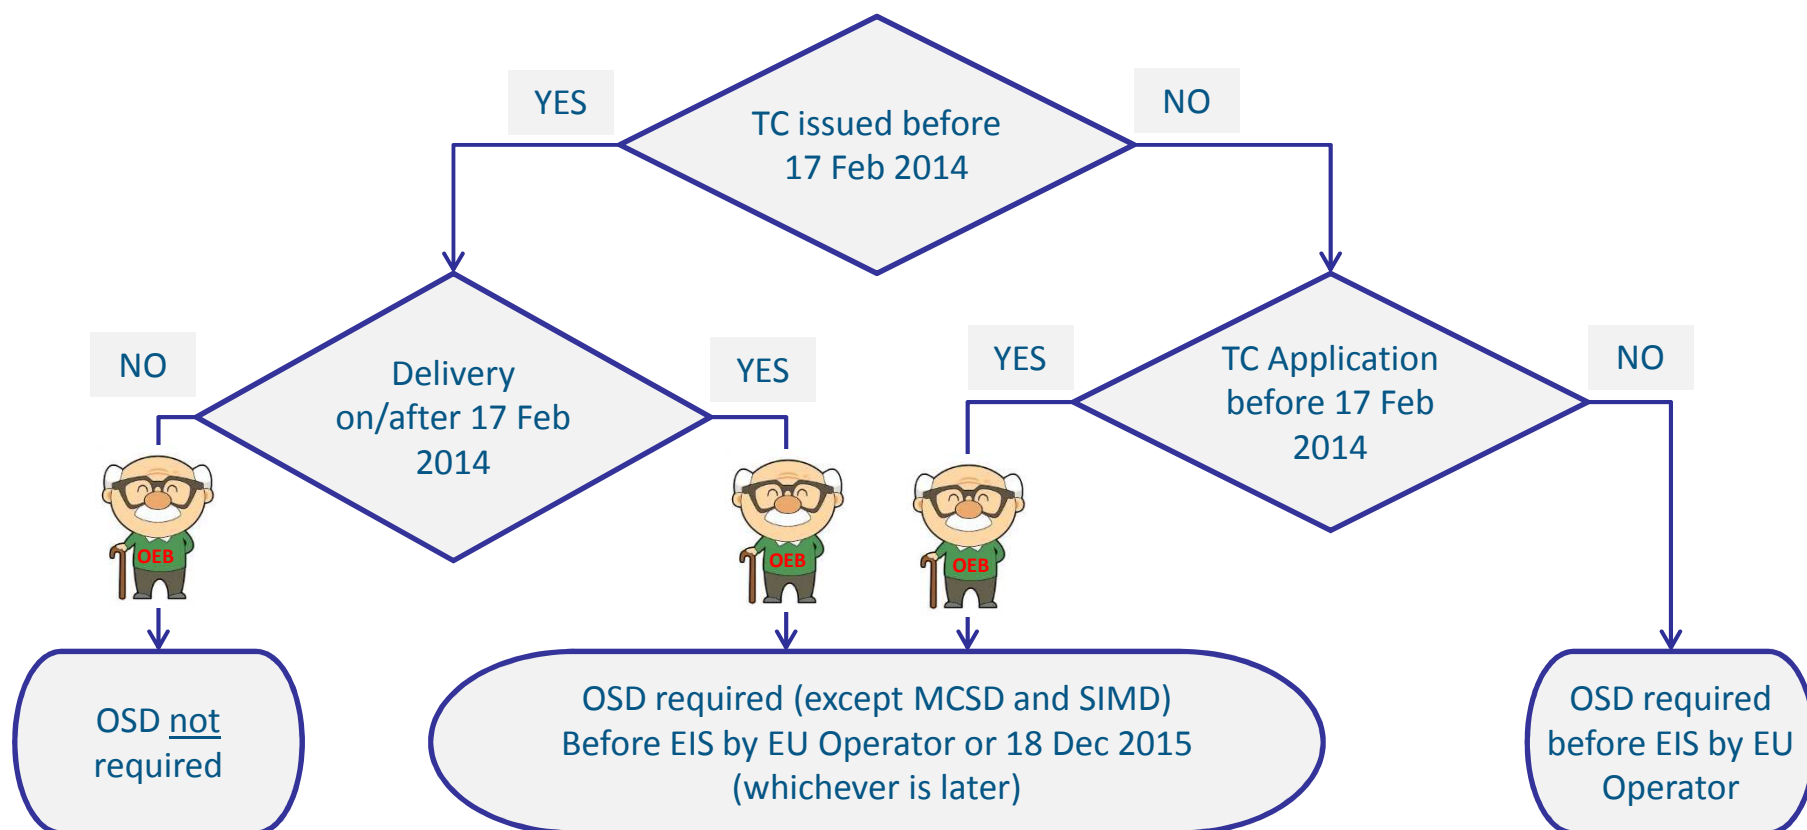 TC issued before
17 Feb 2014
YES
NO
Delivery
on/after 17 Feb
2014
NO
YES
TC Application
before 17 Feb
2014
YES
NO
OEB
OEB
OEB
OSD not
required
OSD required (except MCSD and SIMD)
Before EIS by EU Operator or 18 Dec 2015
(whichever is later)
OSD required
before EIS by EU
Operator